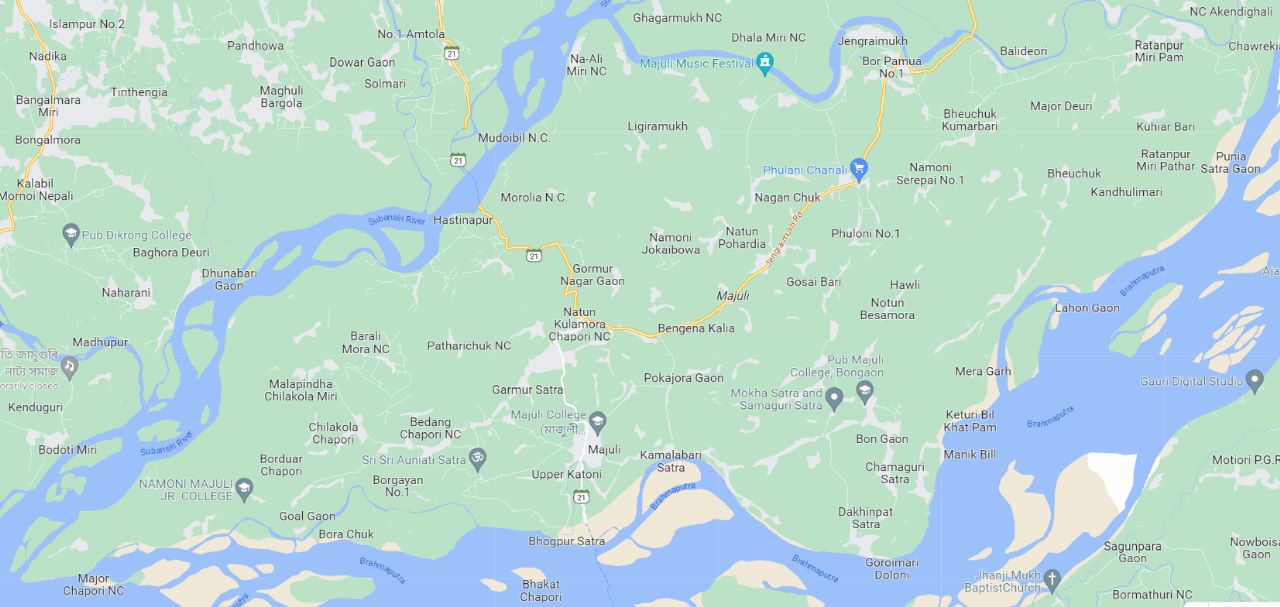 Islampur No.2
No.1 Amtola
Ghagarmukh NC
NC Akendighali
Nadika
Pandhowa
21
Na-Ali
Miri NC
Dhala Miri NC
Jengraimukh
Balideori
Ratanpur
Miri Pam
Chawreki
Dowar Gaon
Solmari
Majuli Music Festival
Bor Pamua
No.1
Bangalmara
Miri
Tinthengia
Maghuli
Bargola
Major Deuri
Bheuchuk
Kumarbari
Bongalmora
Mudoibil N.C.
Ligiramukh
Kuhiar Bari
21
Ratanpur
Miri Pathar
Punia
Satra Gaon
Kalabil
Mornoi Nepali
Phulani Chariali
Namoni
Serepai No.1
Bheuchuk
Kandhulimari
Morolia N.C.
Nagan Chuk
Subansiri River
Hastinapur
Pub Dikrong College
Natun
Pohardia
Jengraimukh Rd
Phuloni No.1
Namoni
Jokaibowa
Baghora Deuri
21
Dhunabari
Gaon
Gormur
Nagar Gaon
Gosai Bari
Hawli
Brahmaputra
Naharani
Majuli
Notun
Besamora
Lahon Gaon
Natun
Kulamora
Chapori NC
Bengena Kalia
Madhupur
Barali
Mora NC
Patharichuk NC
তি জামুগুৰি
নাট্য সমাজ
orarily closed
Pub Majuli
College, Bongaon
Mera Garh
Malapindha
Chilakola Miri
Garmur Satra
Pokajora Gaon
Mokha Satra and
Samaguri Satra
Gauri Digital Studio
Kenduguri
Majuli College
(মাজুলী...
Keturi Bil
Khat Pam
Brahmaputra
Chilakola
Chapori
Bedang
Chapori NC
Subansiri River
Bodoti Miri
Majuli
Bon Gaon
Manik Bill
Borduar
Chapori
Sri Sri Auniati Satra
Kamalabari
Satra
Chamaguri
Satra
Motiori P.G.R
Upper Katoni
NAMONI MAJULI
JR. COLLEGE
Borgayan
No.1
21
Brahmaputra
Goal Gaon
Dakhinpat
Satra
Bora Chuk
Bhogpur Satra
Sagunpara
Gaon
Nowboisa
Gaon
Brahmaputra
Brahmaputra
Goroimari
Doloni
Major
Chapori NC
Bhakat
Chapori
Jhanji Mukh
BaptistChurch
Bormathuri NC